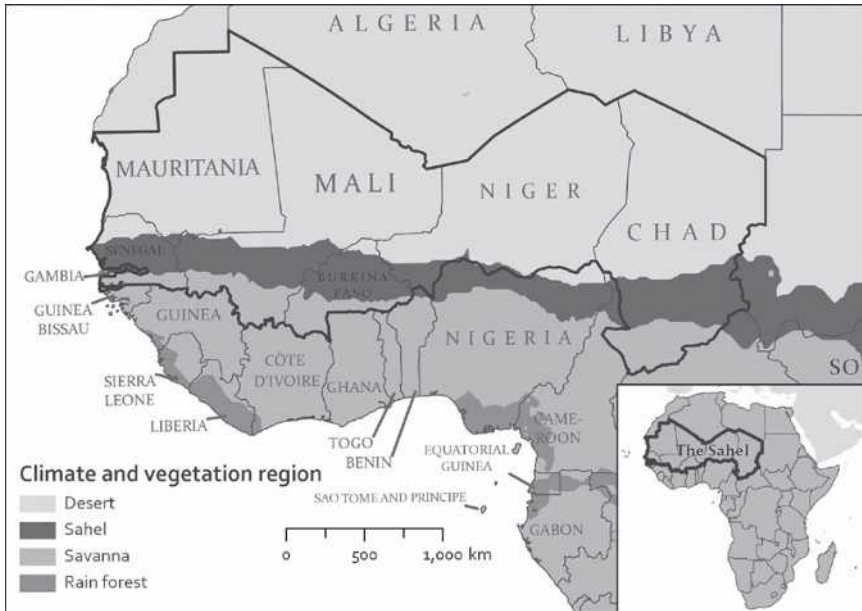 ALGERIA
LIBYA
MAURITANIA
MALI
NIGER
CHAD
SENEGAL
GAMBIA
BURKINA
FASO
GUINEA
BISSAU
GUINEA
NIGERIA
CÔTE
D'IVOIRE
GHANA
SIERRA
LEONE
LIBERIA
TOGO
BENIN
CAME-
ROON
EQUATORIAL
GUINEA
SAO TOME AND PRINCIPE
GABON
SO
The Sahel
Climate and vegetation region
Desert
Sahel
Savanna
Rain forest
0 500 1,000 km